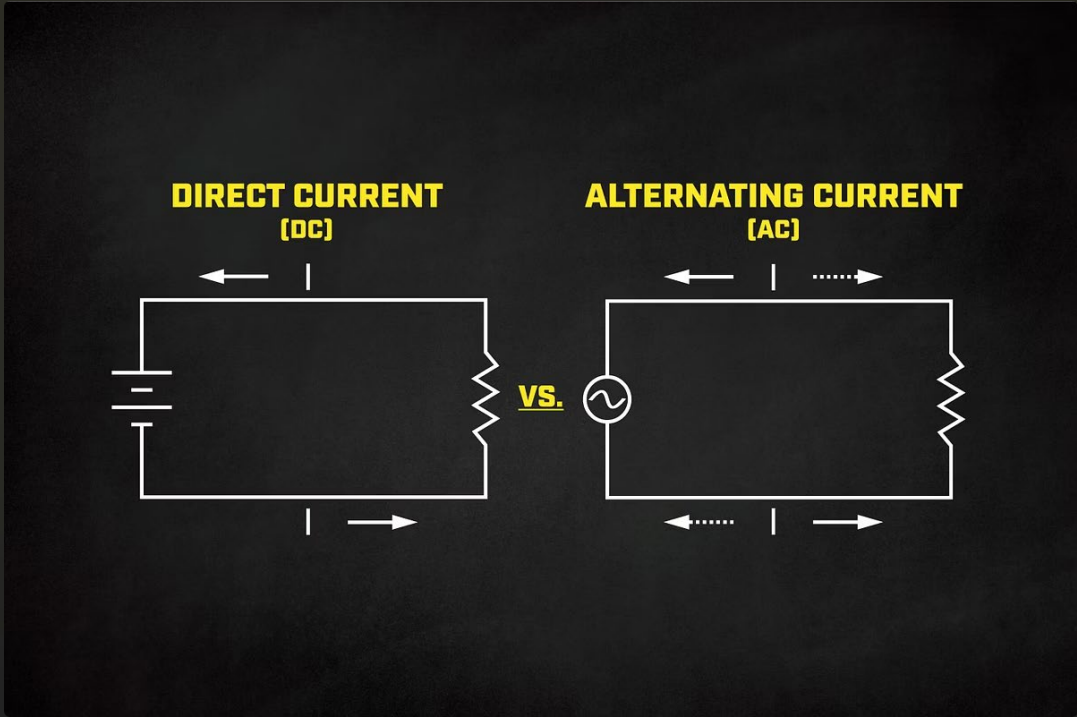 DIRECT CURRENT
(DC)
ALTERNATING CURRENT
(AC)
I
I
VS.
I
I